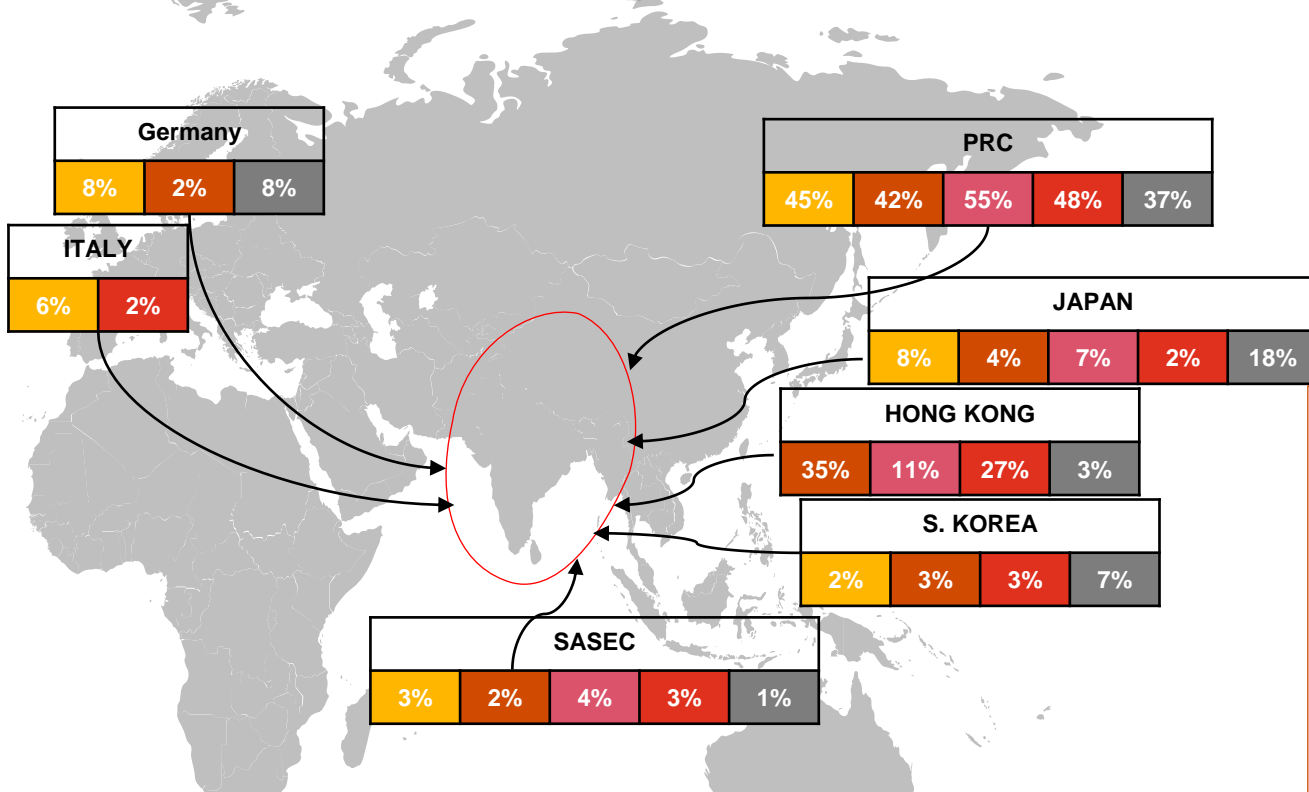 Germany
8% 2% 8%
PRC
45% 42% 55% 48% 37%
ITALY
6% 2%
JAPAN
8% 4% 7% 2% 18%
HONG KONG
35% 11% 27% 3%
S. KOREA
2% 3% 3% 7%
SASEC
3% 2% 4% 3% 1%